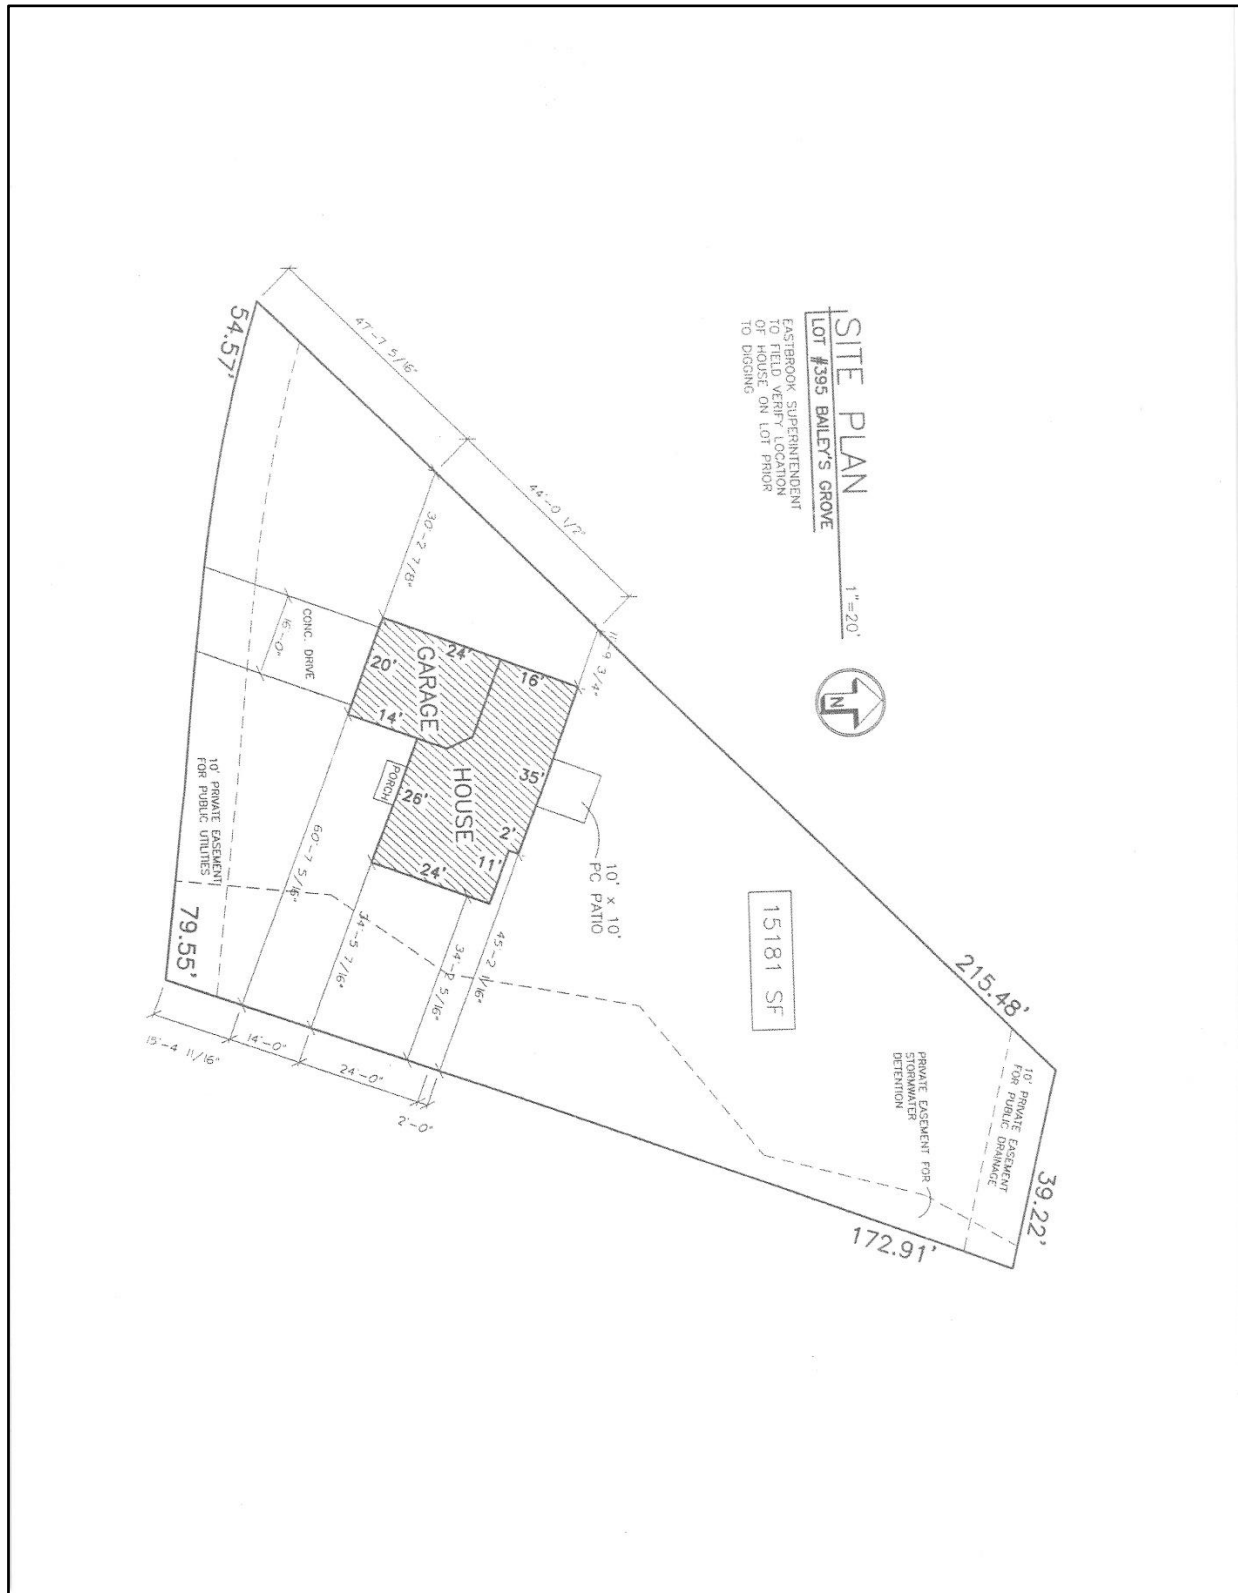 SITE PLAN
1"=20'
LOT #395 BAILEY'S GROVE
EASTBROOK SUPERINTENDENT
TO FIELD VERIFY LOCATION
OF HOUSE ON LOT PRIOR
TO DIGGING
N
215.48'
39.22'
10' PRIVATE EASEMENT
FOR PUBLIC DRAINAGE
PRIVATE EASEMENT FOR
STORMWATER
DETENTION
172.91'
15181 SF
10' x 10'
PC PATIO
47'-7 5/16"
44'-0 1/2"
11'-9 3/4"
30'-2 7/8"
16'
24'
GARAGE
20'
14'
35'
HOUSE
2'
11'
26'
24'
PORCH
45'-2 11/16"
34'-2 5/16"
34'-5 7/16"
60'-7 5/16"
CONC. DRIVE
16'-0"
10' PRIVATE EASEMENT
FOR PUBLIC UTILITIES
54.57'
79.55'
15'-4 11/16"
14'-0"
24'-0"
2'-0"